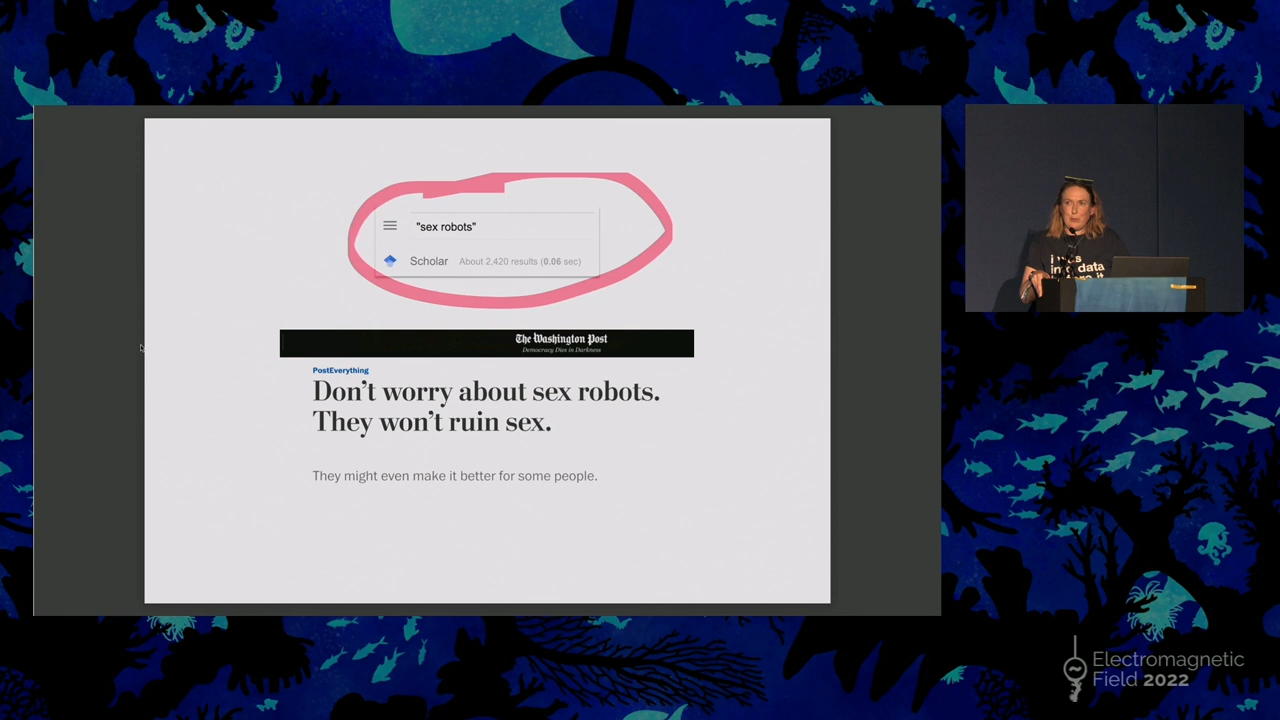 "sex robots"
Scholar About 2,420 results (0.06 sec)
The Washington Post
Democracy Dies in Darkness
PostEverything
Don't worry about sex robots.
They won't ruin sex.
They might even make it better for some people.
into data
Electromagnetic
Field 2022